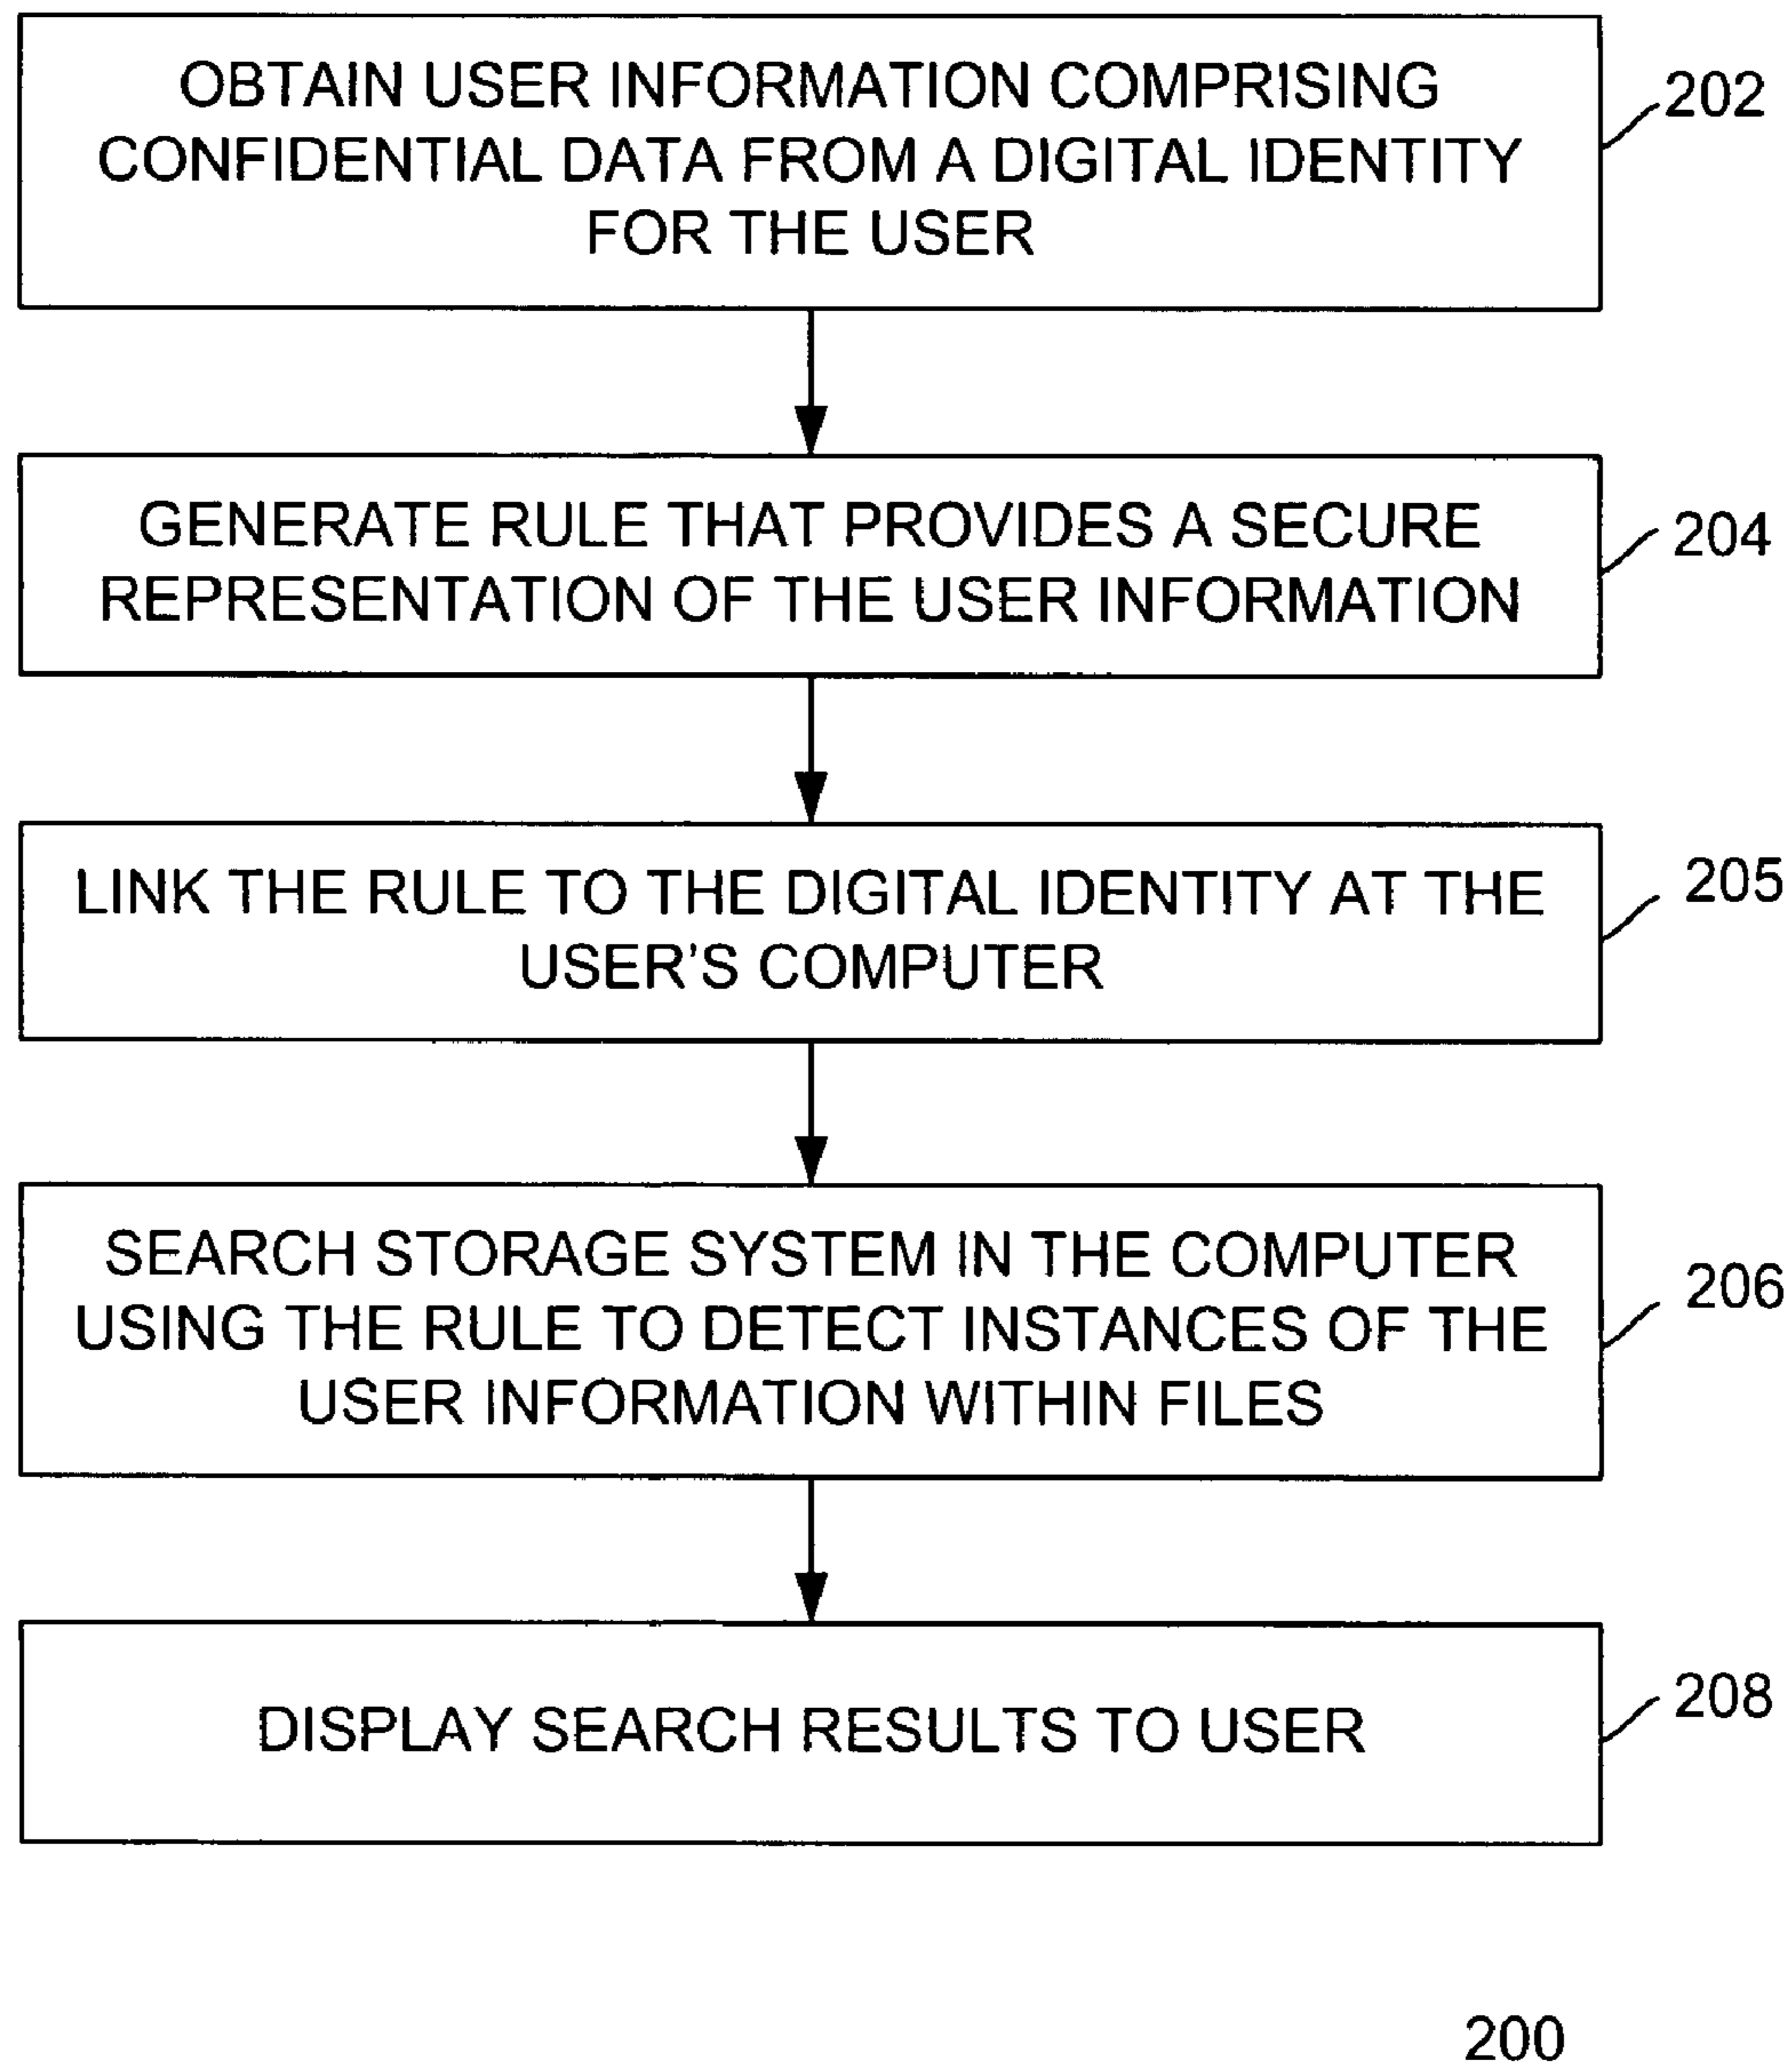 OBTAIN USER INFORMATION COMPRISING
CONFIDENTIAL DATA FROM A DIGITAL IDENTITY
FOR THE USER
202
GENERATE RULE THAT PROVIDES A SECURE
REPRESENTATION OF THE USER INFORMATION
204
LINK THE RULE TO THE DIGITAL IDENTITY AT THE
USER'S COMPUTER
205
SEARCH STORAGE SYSTEM IN THE COMPUTER
USING THE RULE TO DETECT INSTANCES OF THE
USER INFORMATION WITHIN FILES
206
DISPLAY SEARCH RESULTS TO USER
208
200